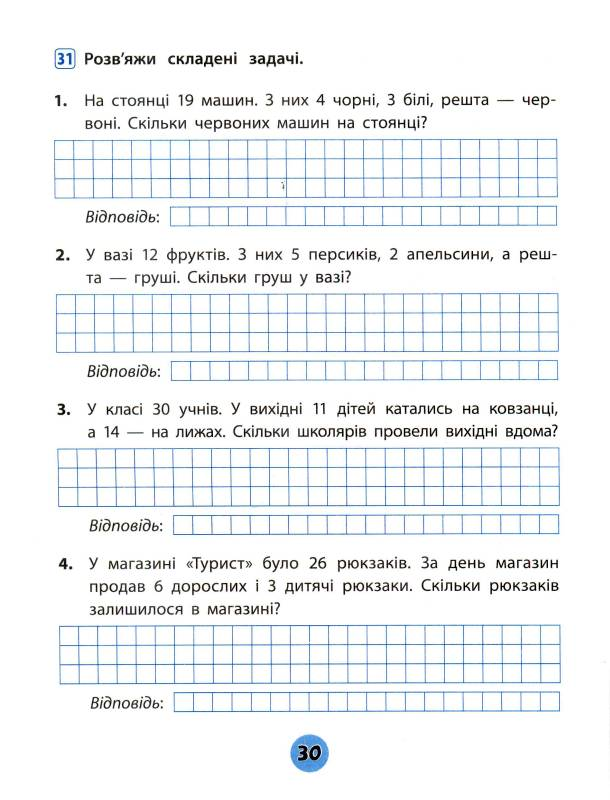 31 Розв'яжи складені задачі.
1. На стоянці 19 машин. З них 4 чорні, 3 білі, решта — чер-
воні. Скільки червоних машин на стоянці?
Відповідь:
2. У вазі 12 фруктів. З них 5 персиків, 2 апельсини, а реш-
та — груші. Скільки груш у вазі?
Відповідь:
3. У класі 30 учнів. У вихідні 11 дітей катались на ковзанці,
а 14 — на лижах. Скільки школярів провели вихідні вдома?
Відповідь:
4. У магазині «Турист» було 26 рюкзаків. За день магазин
продав 6 дорослих і 3 дитячі рюкзаки. Скільки рюкзаків
залишилося в магазині?
Відповідь:
30